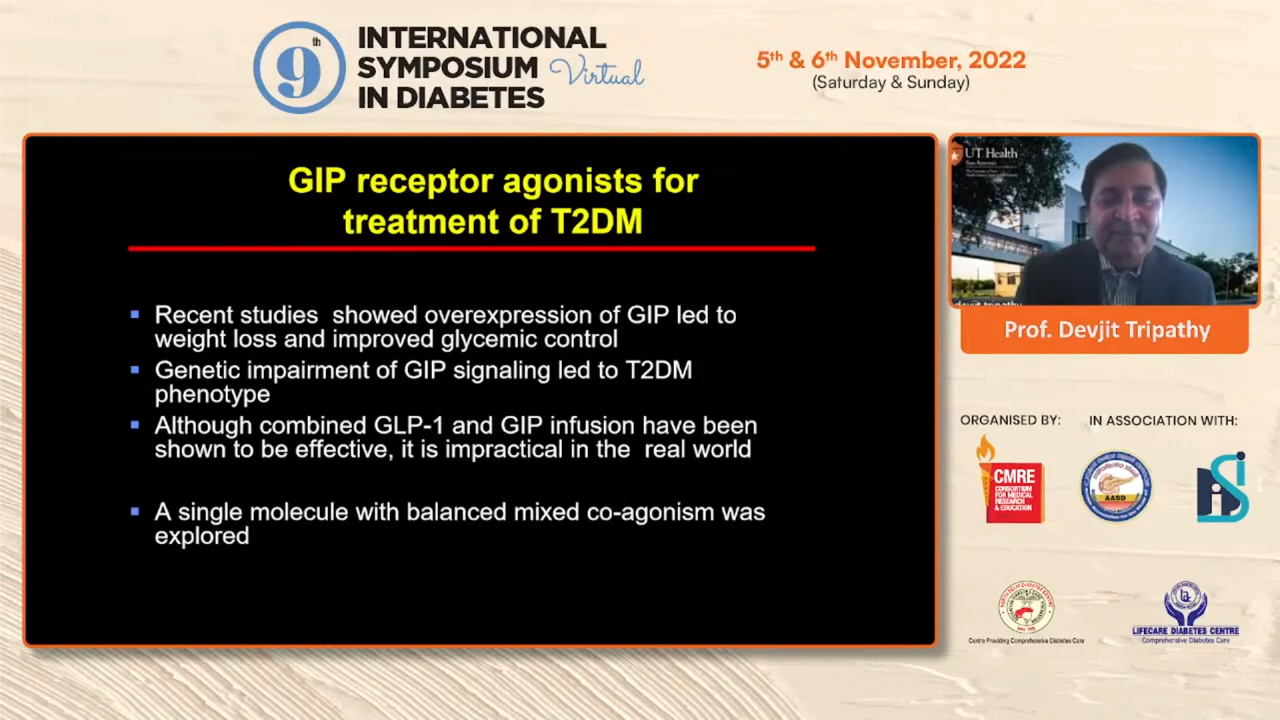 9th
INTERNATIONAL
SYMPOSIUM Virtual
IN DIABETES
5th & 6th November, 2022
(Saturday & Sunday)
GIP receptor agonists for
treatment of T2DM
▪ Recent studies showed overexpression of GIP led to
weight loss and improved glycemic control
▪ Genetic impairment of GIP signaling led to T2DM
phenotype
▪ Although combined GLP-1 and GIP infusion have been
shown to be effective, it is impractical in the real world
▪ A single molecule with balanced mixed co-agonism was
explored
UT Health
San Antonio
devjit tripathy
Prof. Devjit Tripathy
ORGANISED BY:
IN ASSOCIATION WITH:
CMRE
CONSORTIUM
FOR MEDICAL
RESEARCH
& EDUCATION
AASD
Centre Providing Comprehensive Diabetes Care
LIFECARE DIABETES CENTRE
Comprehensive Diabetes Care